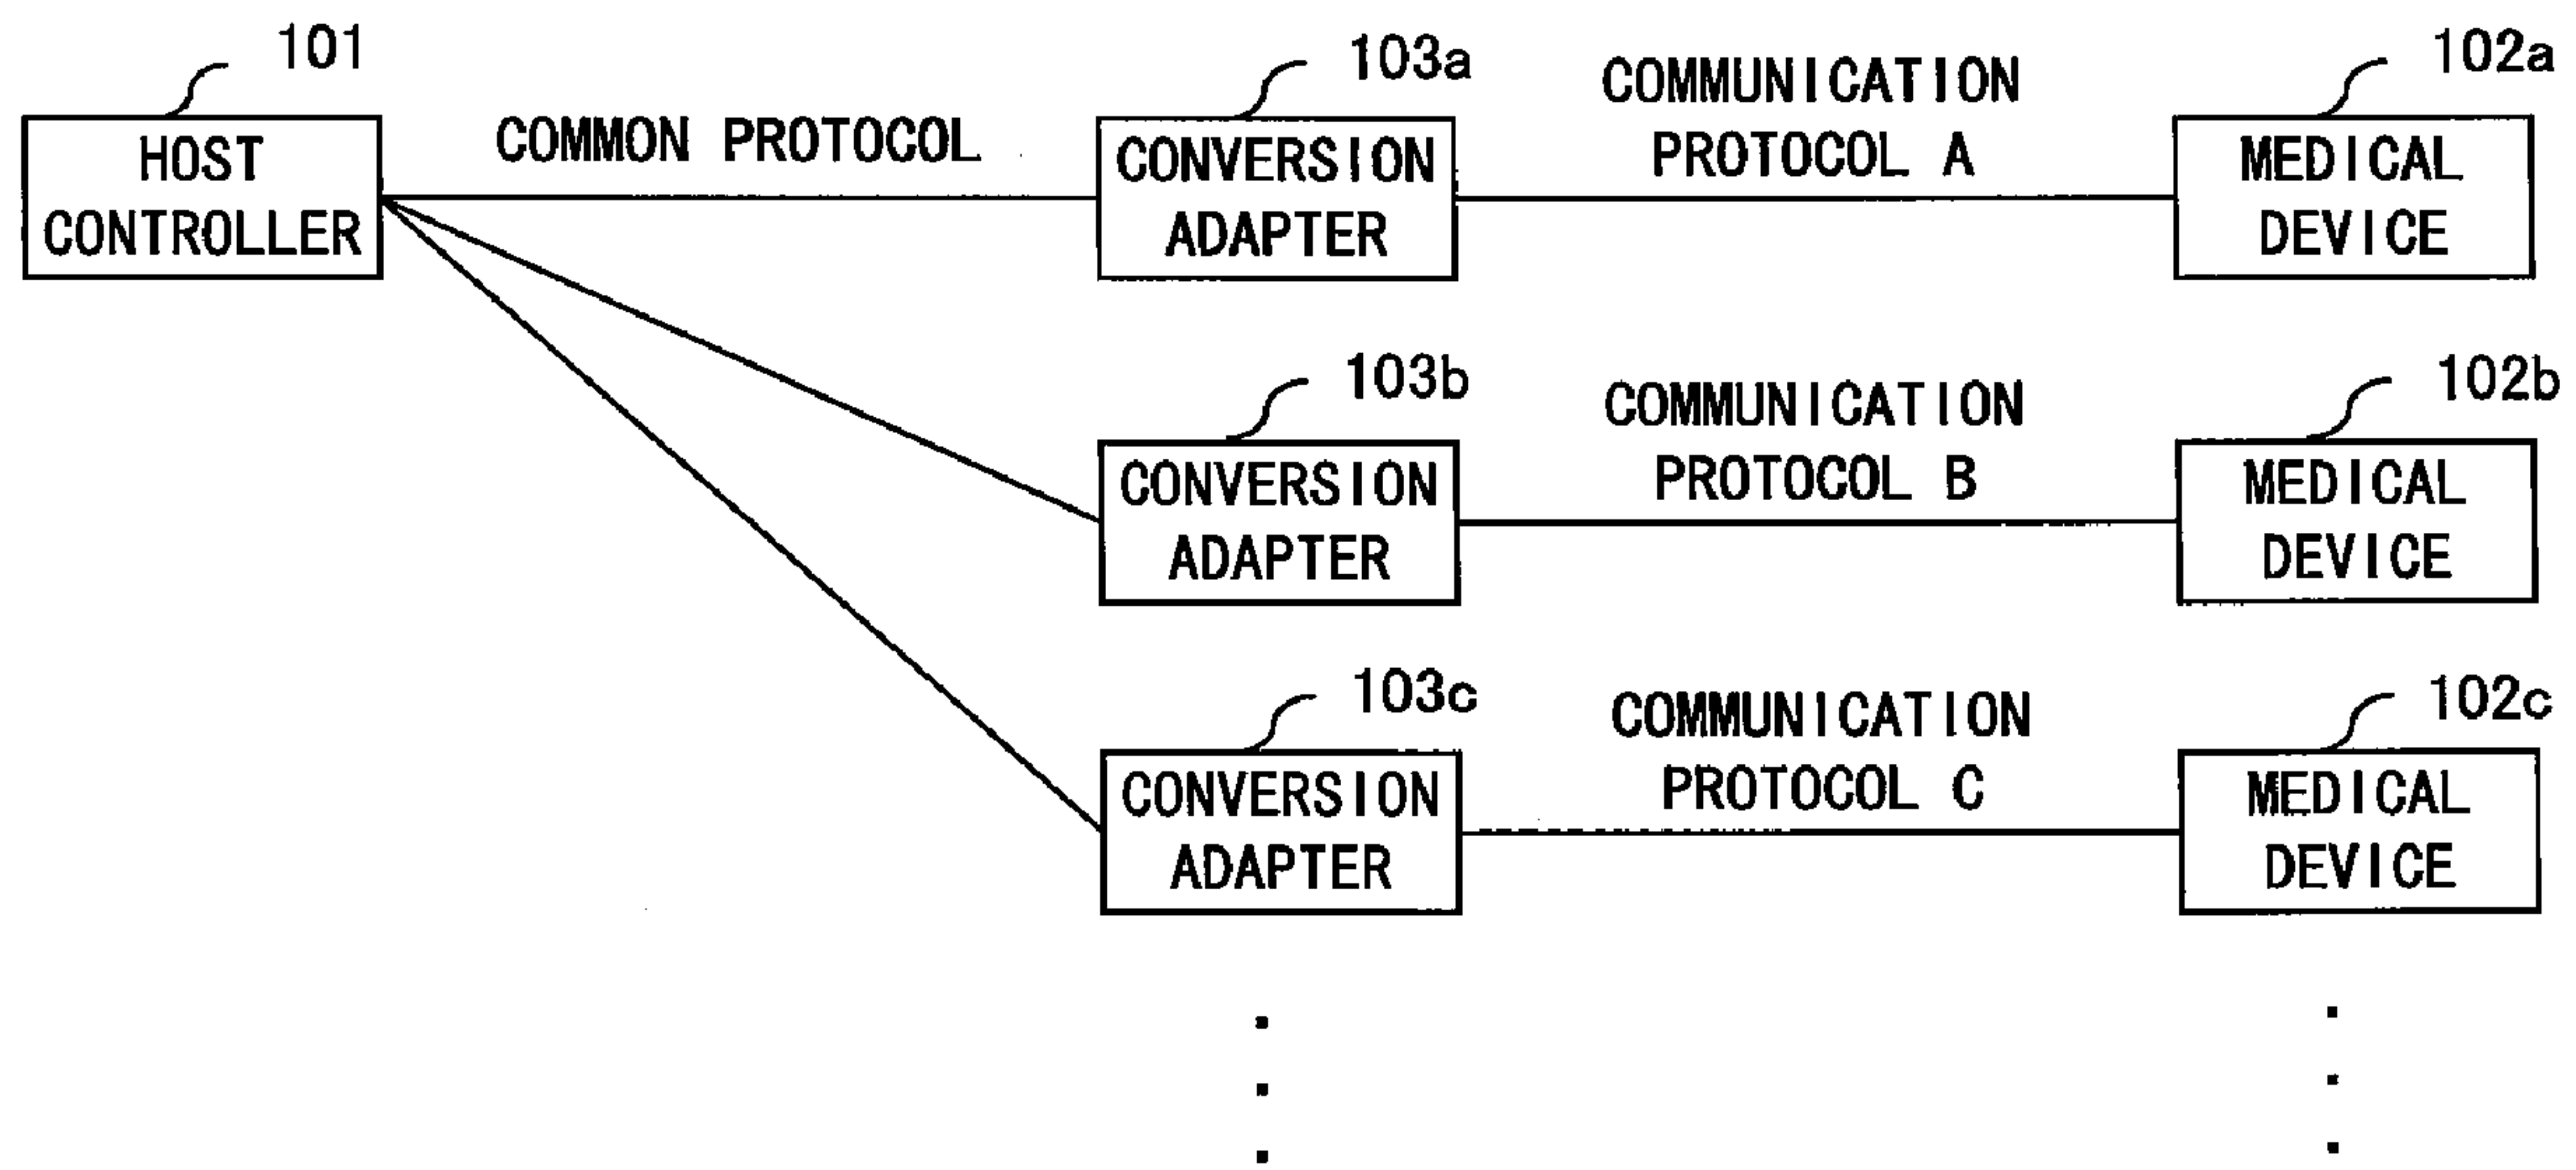 101
HOST
CONTROLLER
COMMON PROTOCOL
103a
CONVERSION
ADAPTER
COMMUNICATION
PROTOCOL A
102a
MEDICAL
DEVICE
103b
CONVERSION
ADAPTER
COMMUNICATION
PROTOCOL B
102b
MEDICAL
DEVICE
103c
CONVERSION
ADAPTER
COMMUNICATION
PROTOCOL C
102c
MEDICAL
DEVICE